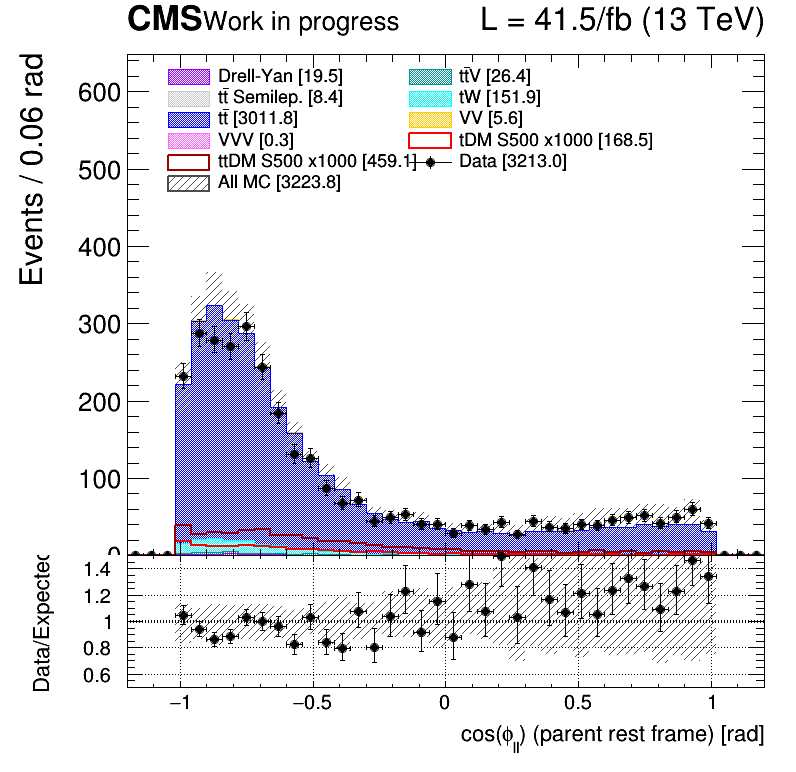 CMS Work in progress L = 41.5/fb (13 TeV)
Events / 0.06 rad
Drell-Yan [19.5] tt̄V [26.4]
tt̄ Semilep. [8.4] tW [151.9]
tt̄ [3011.8] VV [5.6]
VVV [0.3] tDM S500 x1000 [168.5]
ttDM S500 x1000 [459.1] Data [3213.0]
All MC [3223.8]
600
500
400
300
200
100
0
Data/Expected
1.4
1.2
1
0.8
0.6
−1 −0.5 0 0.5 1
cos(ϕ_ll) (parent rest frame) [rad]